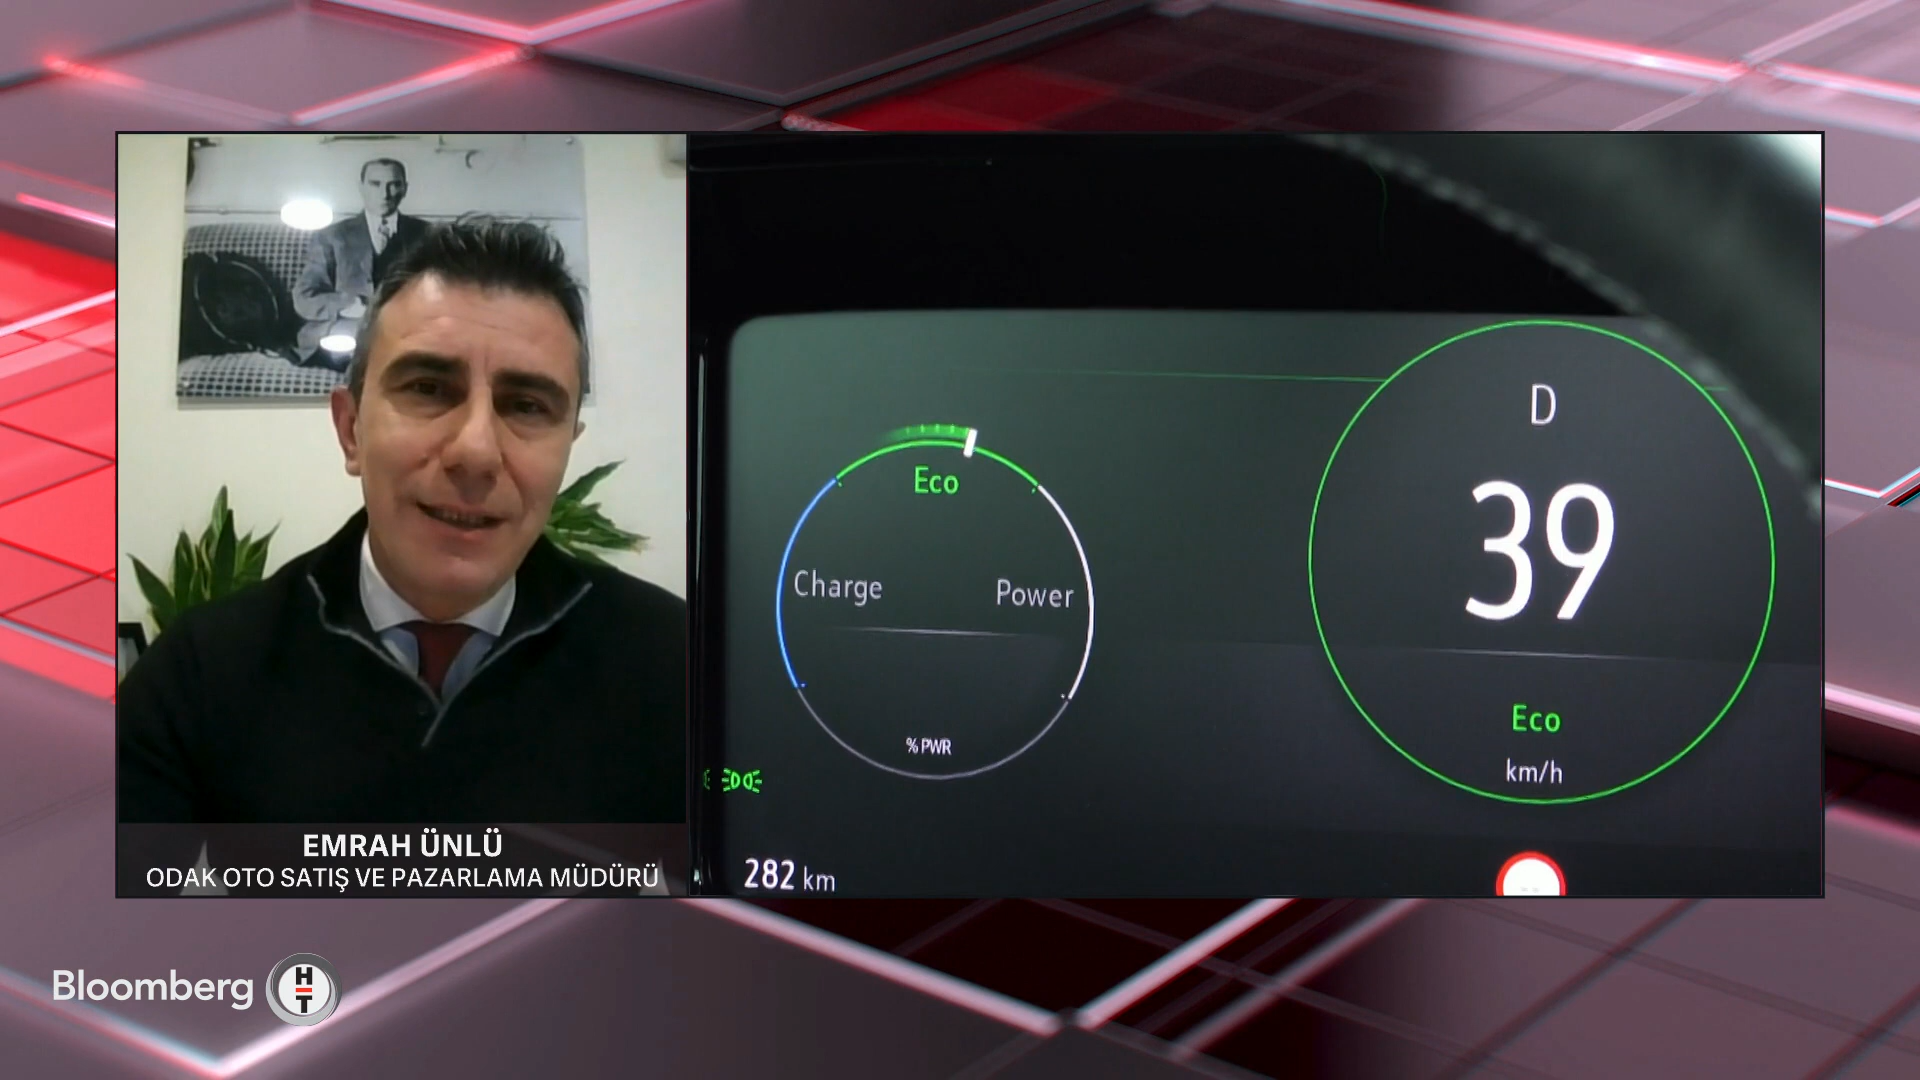 EMRAH ÜNLÜ
ODAK OTO SATIŞ VE PAZARLAMA MÜDÜRÜ
D
39
Eco
km/h
Eco
Charge
Power
% PWR
282 km
Bloomberg HT